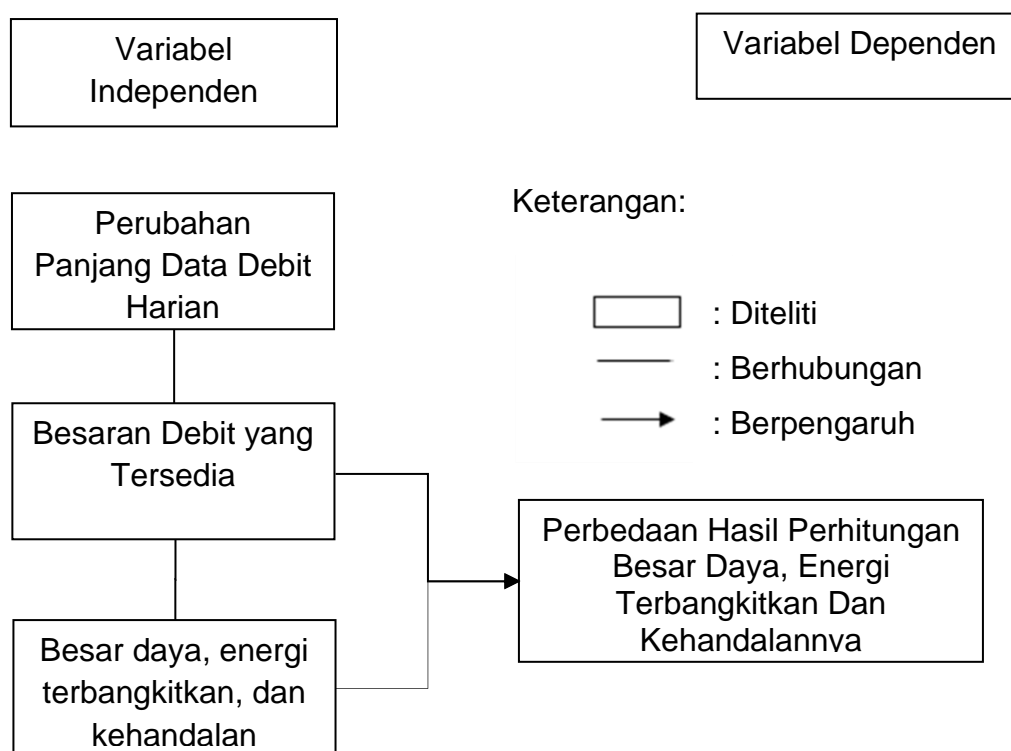 Variabel
Independen
Variabel Dependen
Perubahan
Panjang Data Debit
Harian
Keterangan:
: Diteliti
: Berhubungan
: Berpengaruh
Besaran Debit yang
Tersedia
Perbedaan Hasil Perhitungan
Besar Daya, Energi
Terbangkitkan Dan
Kehandalannya
Besar daya, energi
terbangkitkan, dan
kehandalan